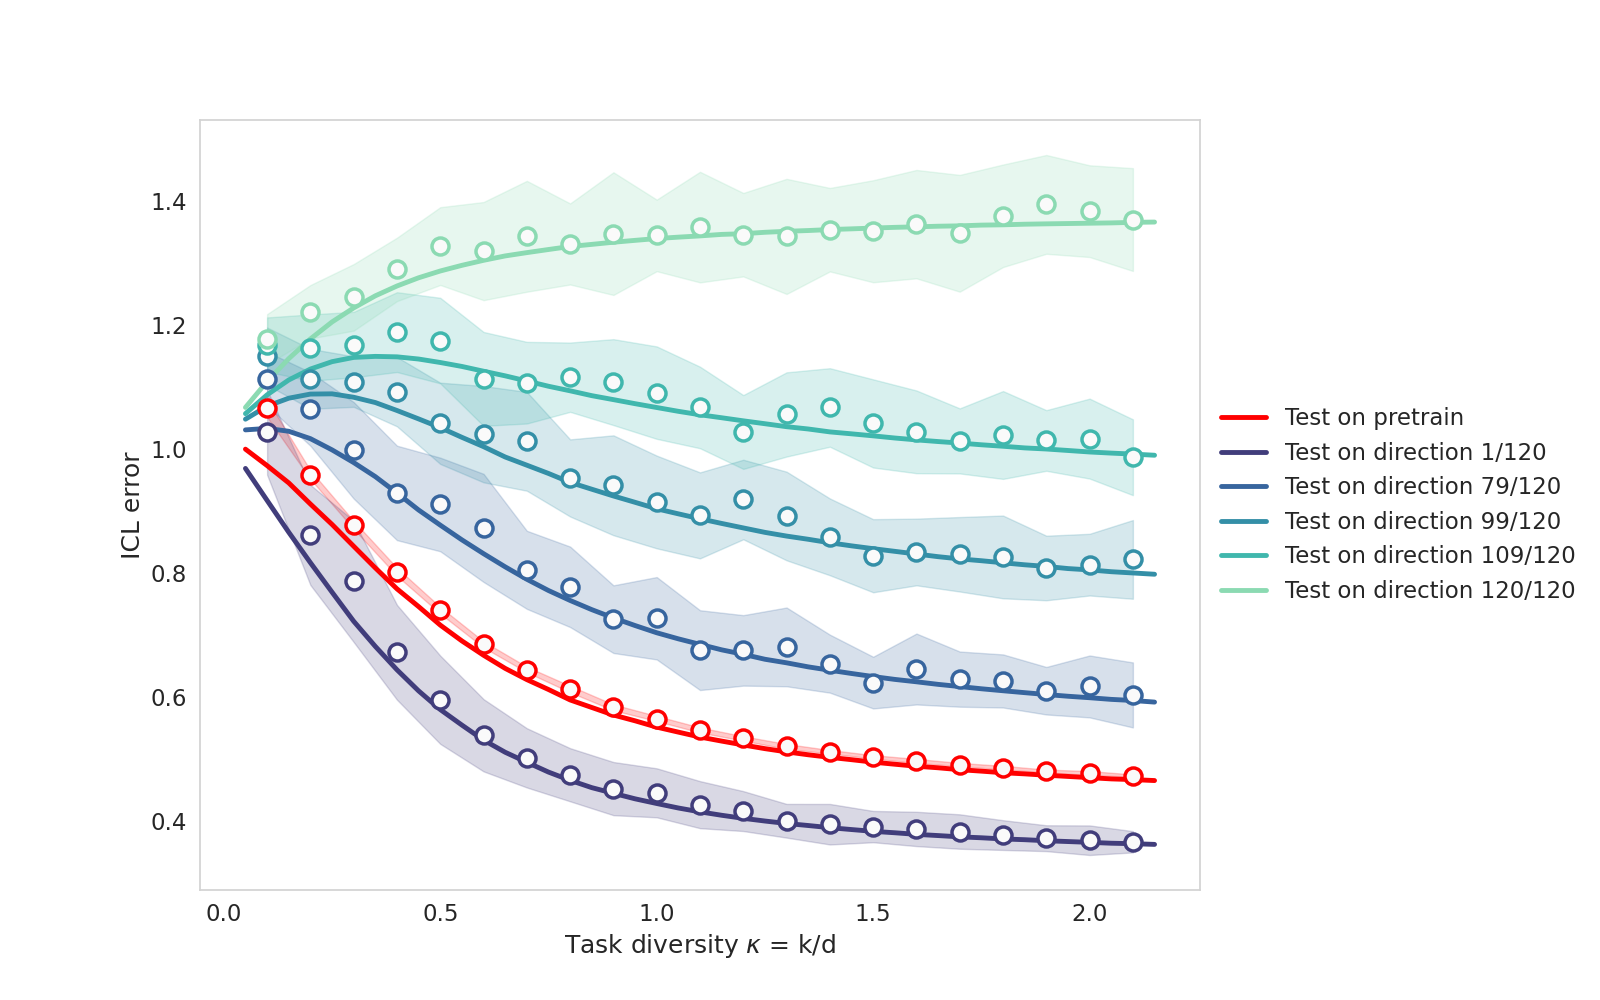 1.4
1.2
1.0
0.8
0.6
0.4
ICL error
0.0
0.5
1.0
1.5
2.0
Task diversity κ = k/d
Test on pretrain
Test on direction 1/120
Test on direction 79/120
Test on direction 99/120
Test on direction 109/120
Test on direction 120/120